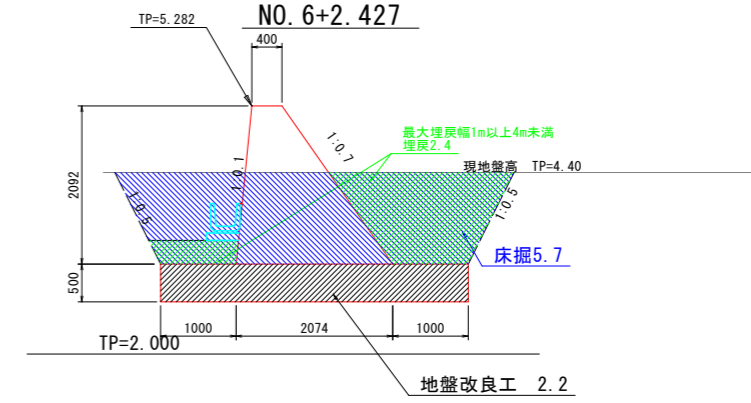 TP=5.282
NO.6+2.427
400
最大埋戻幅1m以上4m未満
埋戻2.4
1:0.7
現地盤高 TP=4.40
1:0.1
2092
1:0.5
1:0.5
床掘5.7
500
1000
2074
1000
TP=2.000
地盤改良工 2.2